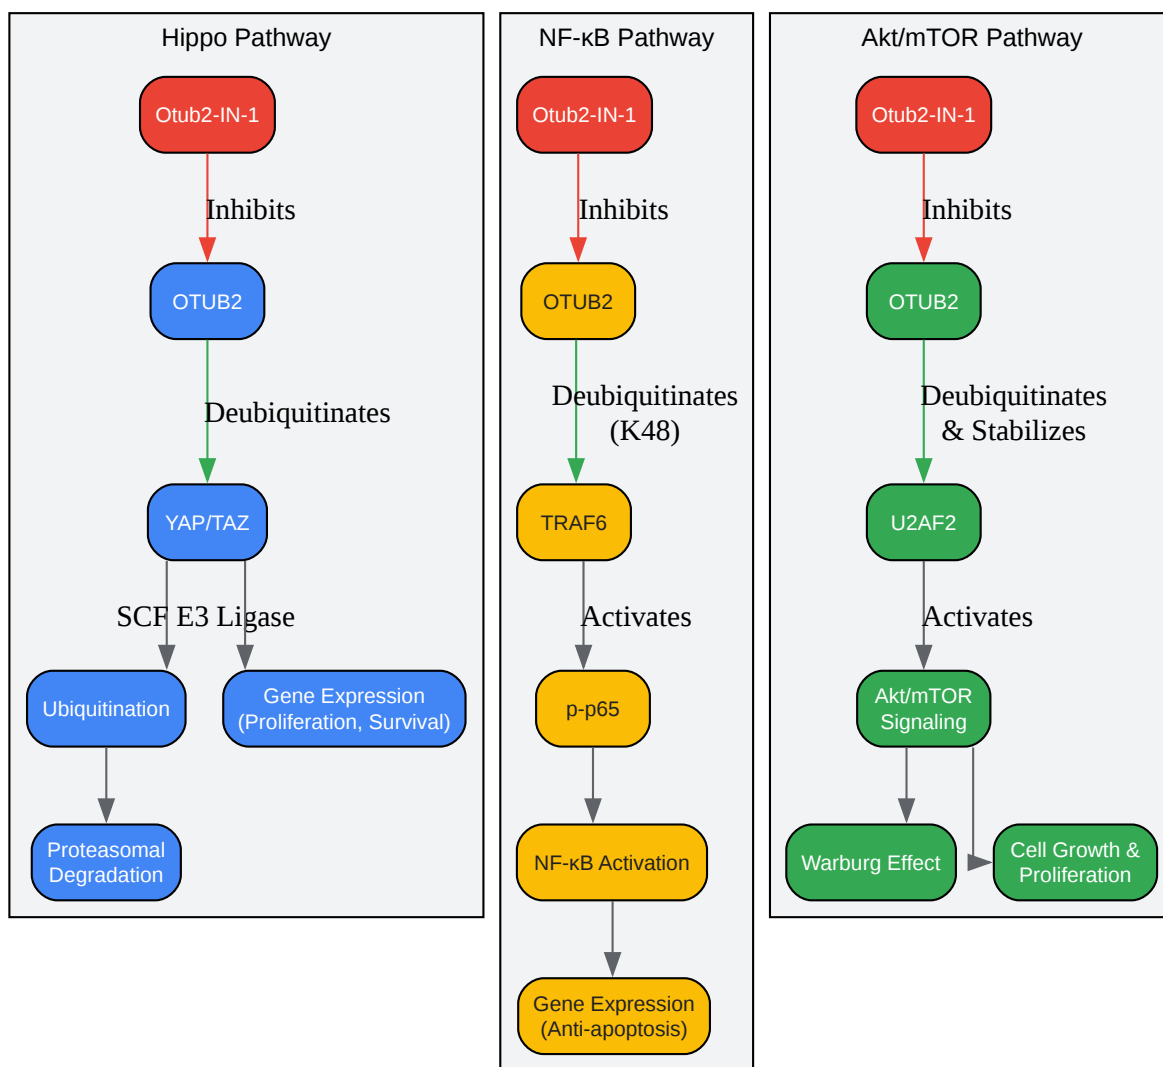 Hippo Pathway
Otub2-IN-1
Inhibits
OTUB2
Deubiquitinates
YAP/TAZ
SCF E3 Ligase
Ubiquitination
Gene Expression
(Proliferation, Survival)
Proteasomal
Degradation
NF-κB Pathway
Otub2-IN-1
Inhibits
OTUB2
Deubiquitinates
(K48)
TRAF6
Activates
p-p65
NF-κB Activation
Gene Expression
(Anti-apoptosis)
Akt/mTOR Pathway
Otub2-IN-1
Inhibits
OTUB2
Deubiquitinates
& Stabilizes
U2AF2
Activates
Akt/mTOR
Signaling
Warburg Effect
Cell Growth &
Proliferation